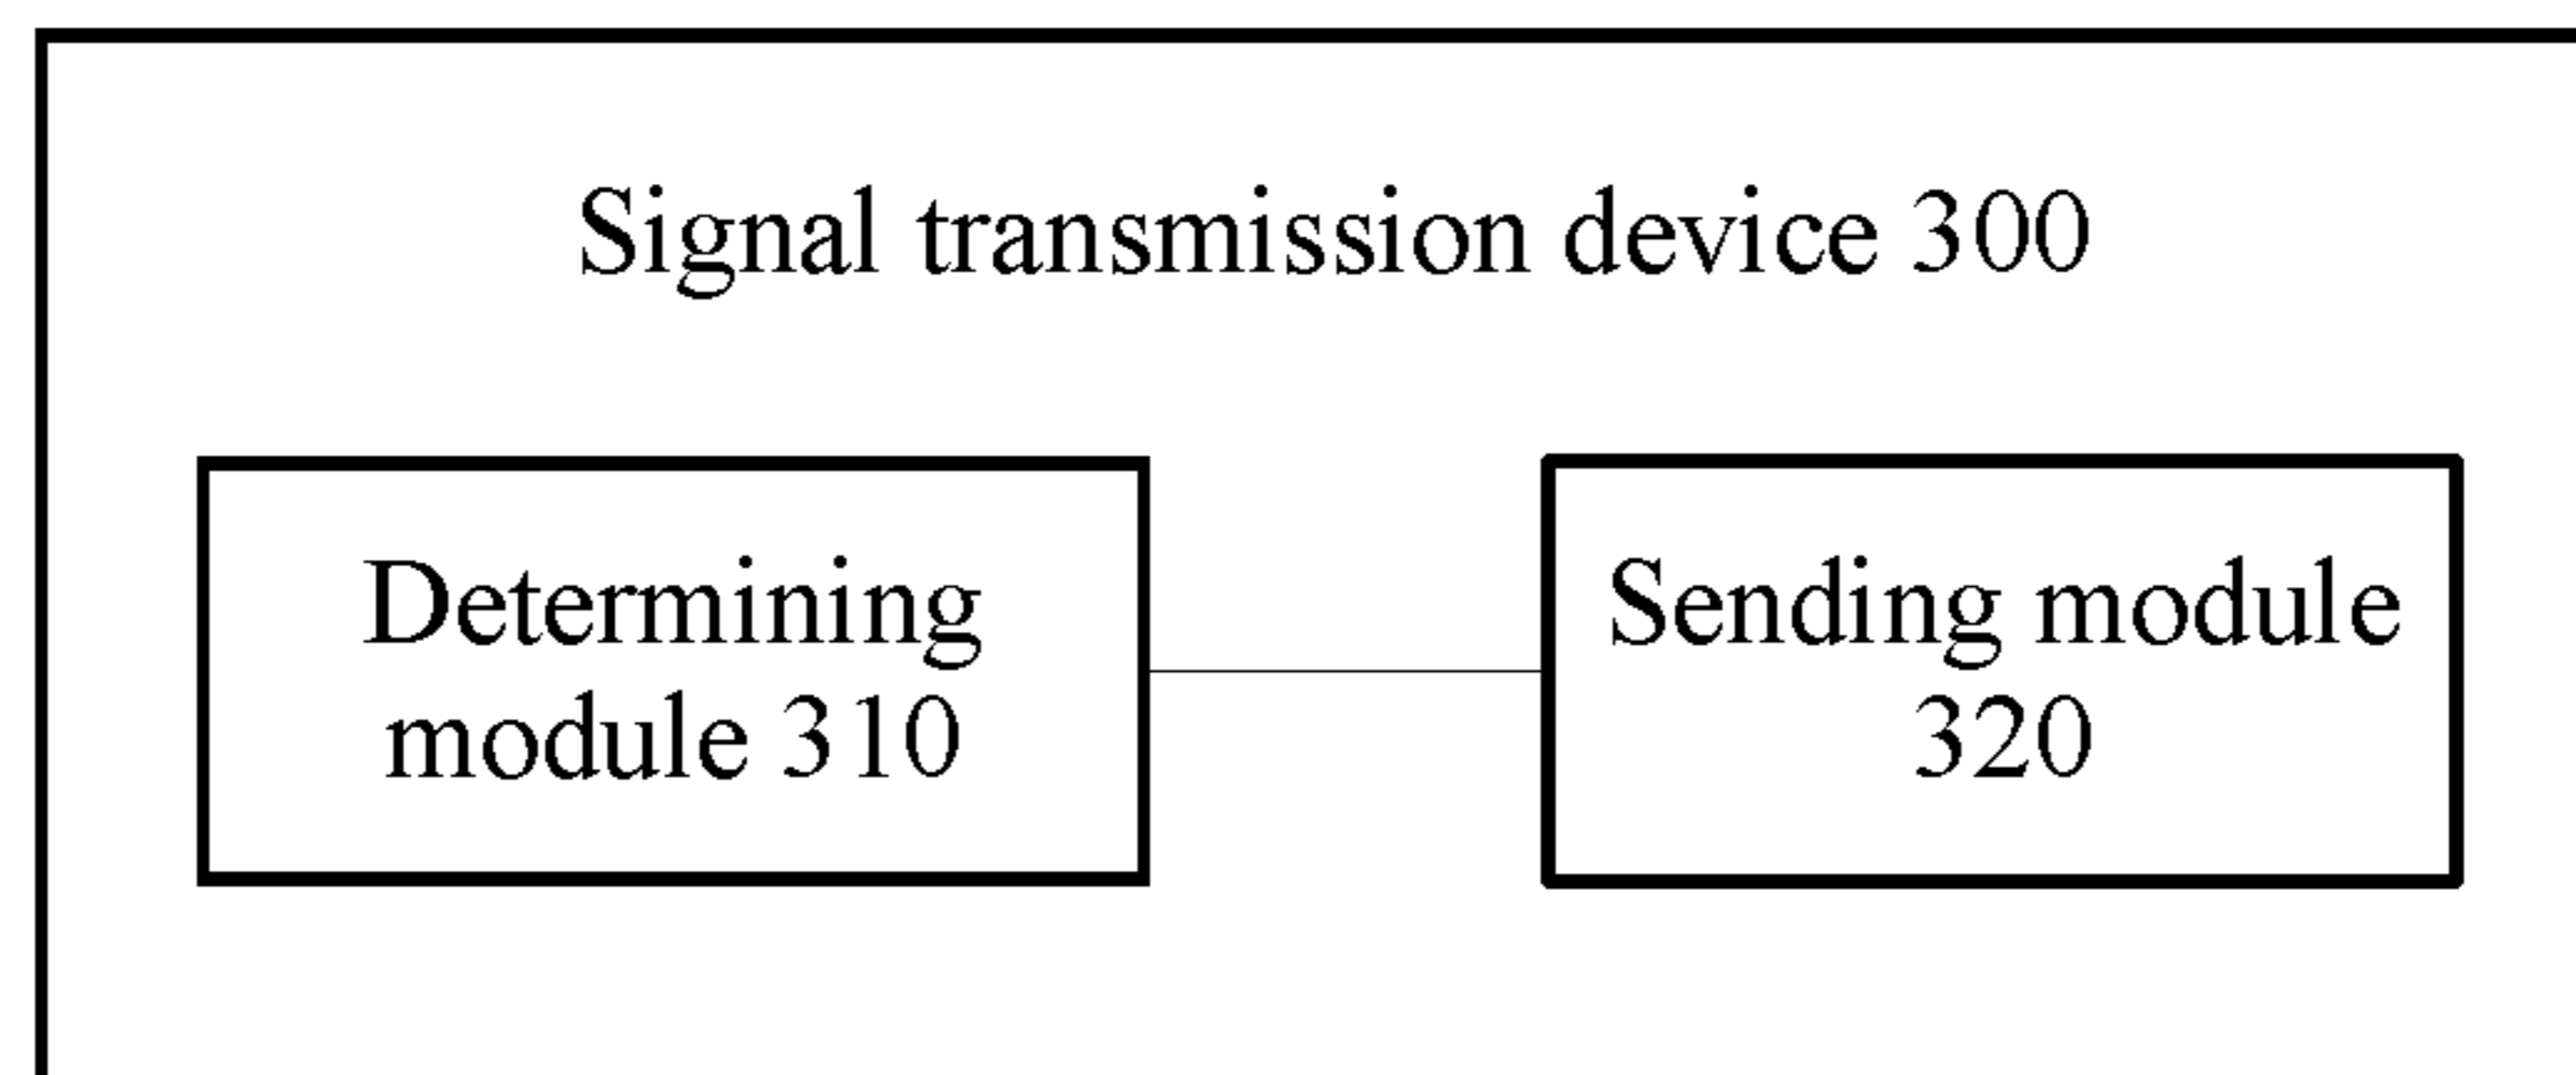 Signal transmission device 300
Determining
module 310
Sending module
320